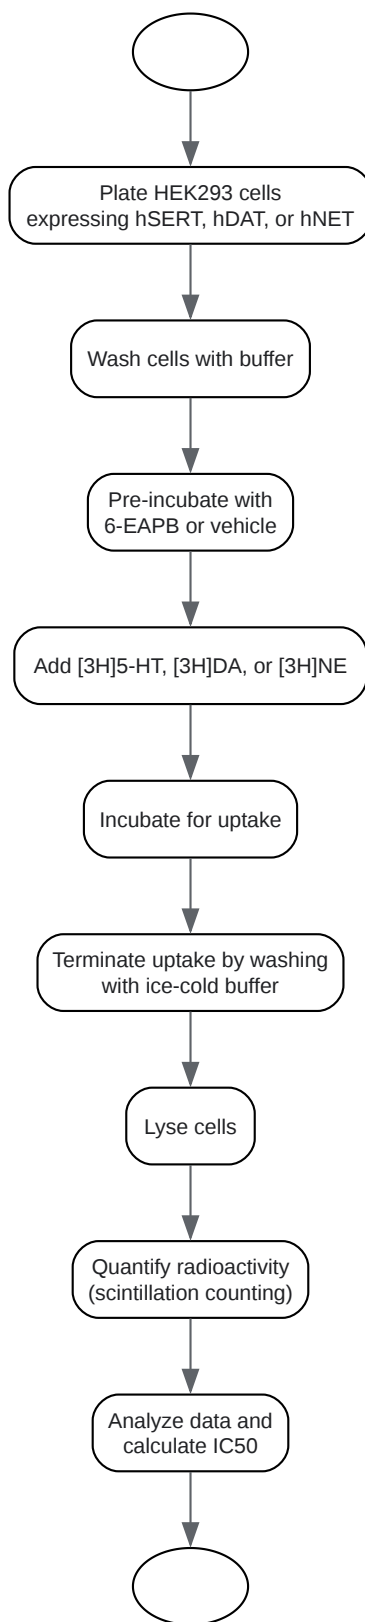 Plate HEK293 cells
expressing hSERT, hDAT, or hNET
Wash cells with buffer
Pre-incubate with
6-EAPB or vehicle
Add [3H]5-HT, [3H]DA, or [3H]NE
Incubate for uptake
Terminate uptake by washing
with ice-cold buffer
Lyse cells
Quantify radioactivity
(scintillation counting)
Analyze data and
calculate IC50